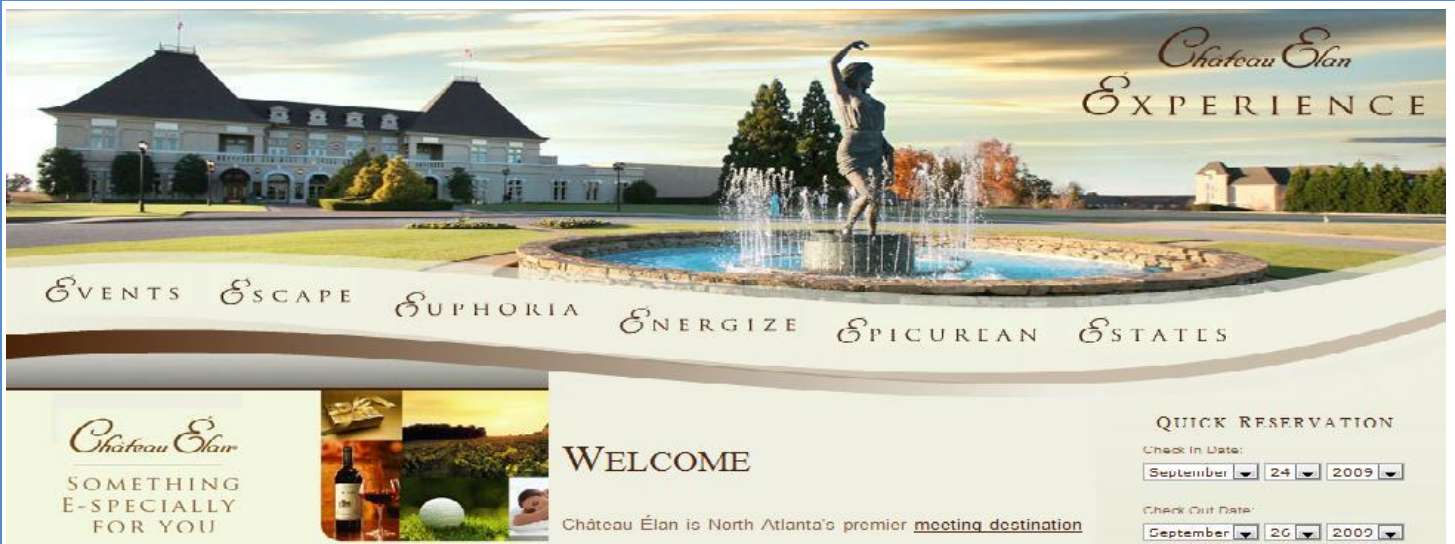 Château Élan
EXPERIENCE
EVENTS ESCAPE EUPHORIA ENERGIZE EPICUREAN ESTATES
Château Élan
SOMETHING
E-SPECIALLY
FOR YOU
WELCOME
Château Élan is North Atlanta's premier meeting destination
QUICK RESERVATION
Check In Date:
September 24 2009
Check Out Date:
September 26 2009